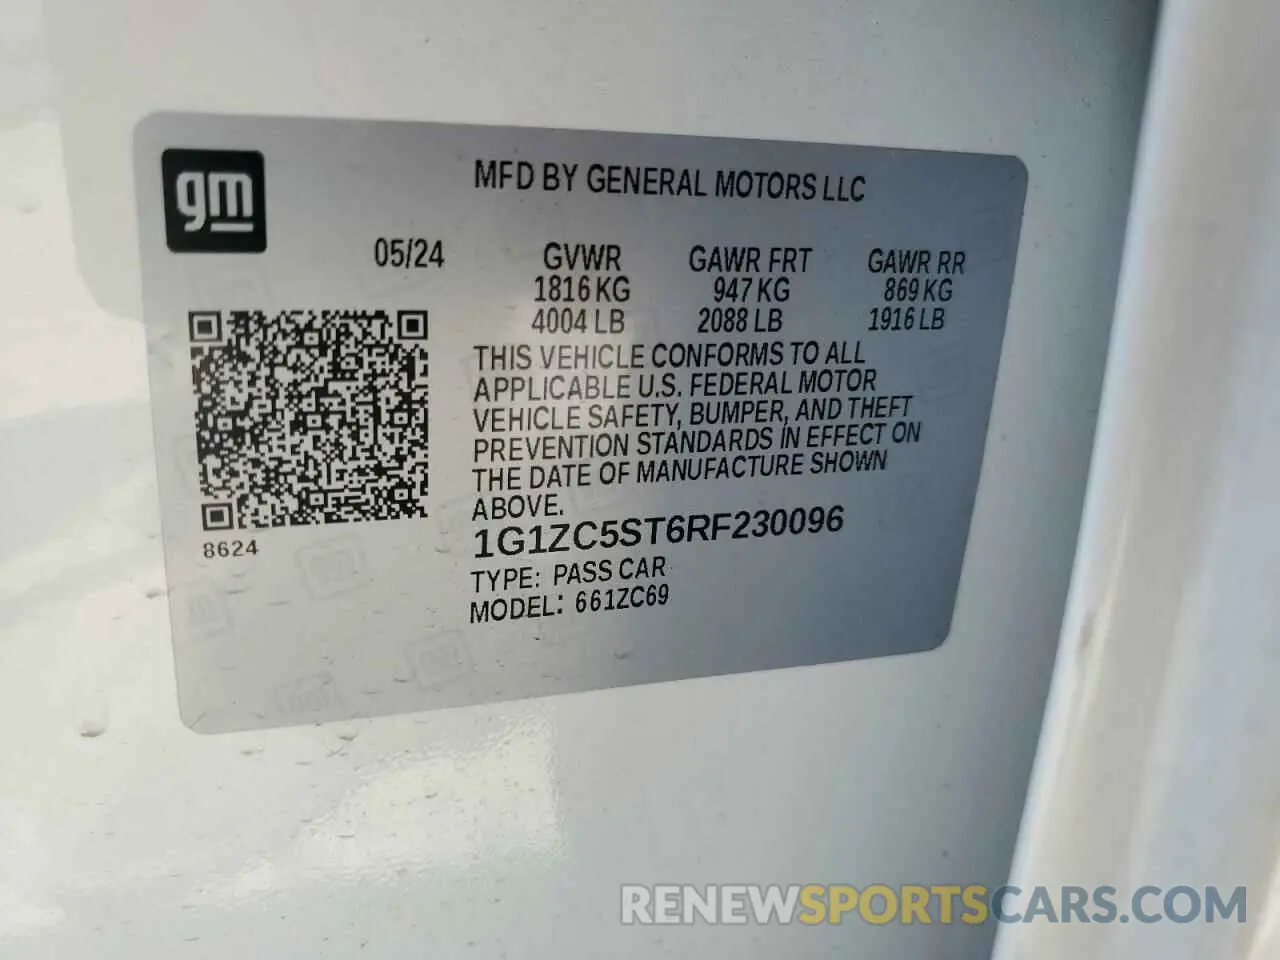 gm
MFD BY GENERAL MOTORS LLC
05/24 GVWR GAWR FRT GAWR RR
1816 KG 947 KG 869 KG
4004 LB 2088 LB 1916 LB
THIS VEHICLE CONFORMS TO ALL
APPLICABLE U.S. FEDERAL MOTOR
VEHICLE SAFETY, BUMPER, AND THEFT
PREVENTION STANDARDS IN EFFECT ON
THE DATE OF MANUFACTURE SHOWN
ABOVE.
1G1ZC5ST6RF230096
8624
TYPE: PASS CAR
MODEL: 661ZC69
RENEWSPORTSCARS.COM